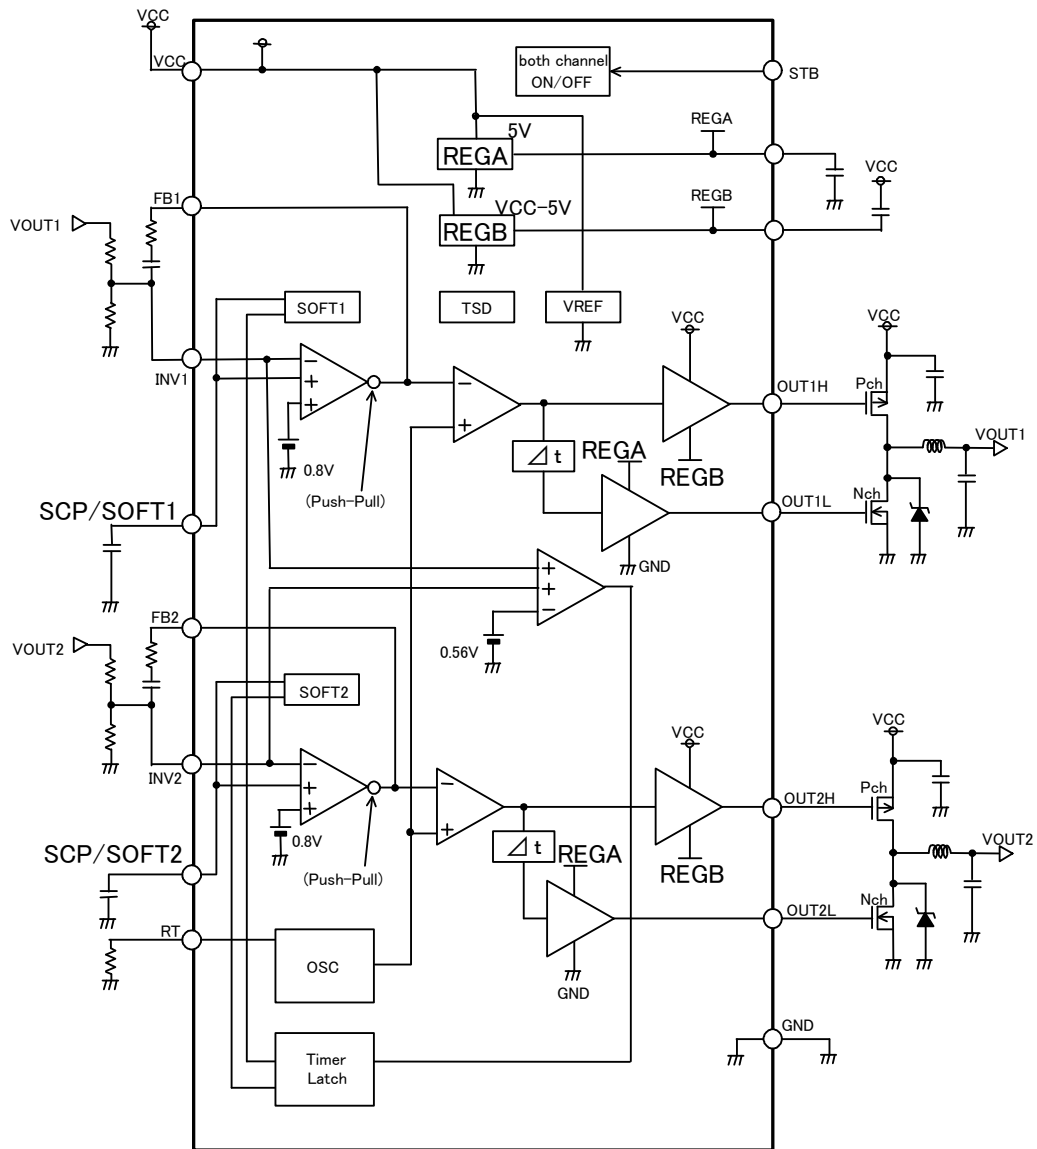 VCC
VCC
both channel
ON/OFF
STB
5V
REGA
REGA
VCC
FB1
VCC-5V
REGB
REGB
VOUT1
SOFT1
TSD
VREF
VCC
VCC
INV1
OUT1H
Pch
0.8V
⊿t
REGA
REGB
VOUT1
(Push-Pull)
SCP/SOFT1
OUT1L
Nch
GND
FB2
VOUT2
0.56V
SOFT2
VCC
VCC
INV2
OUT2H
Pch
0.8V
⊿t
REGA
REGB
VOUT2
SCP/SOFT2
(Push-Pull)
OUT2L
Nch
RT
OSC
GND
GND
Timer
Latch